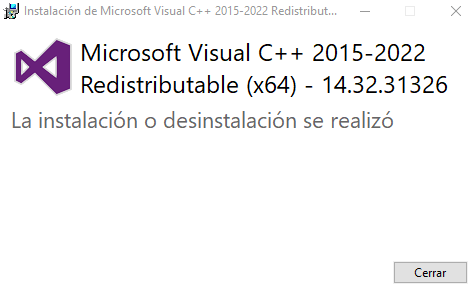 Instalación de Microsoft Visual C++ 2015-2022 Redistribut...
Microsoft Visual C++ 2015-2022
Redistributable (x64) - 14.32.31326
La instalación o desinstalación se realizó
Cerrar